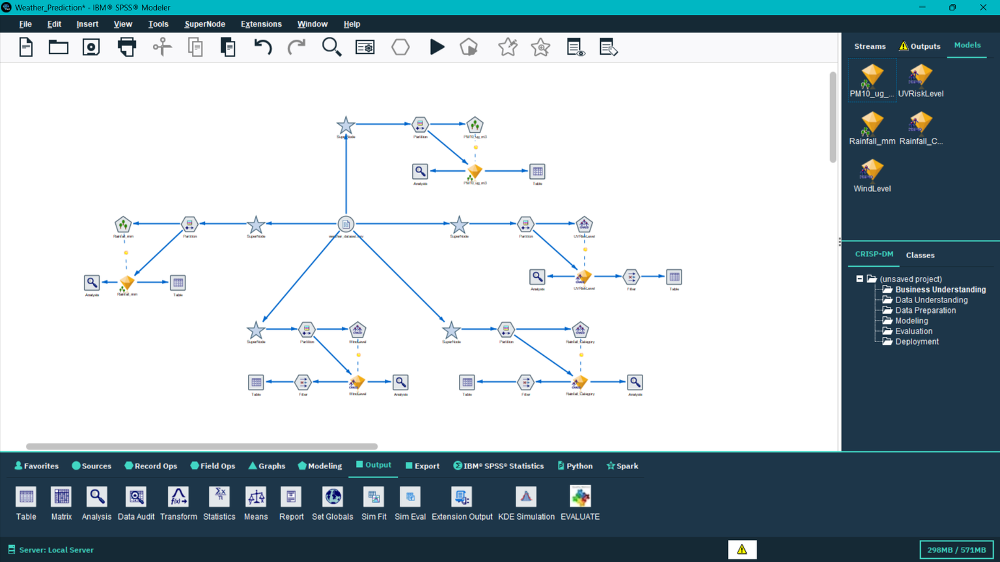 Weather_Prediction* - IBM® SPSS® Modeler
File Edit Insert View Tools SuperNode Extensions Window Help
Streams Outputs Models
PM10_ug_... UVRiskLevel
Rainfall_mm Rainfall_C...
WindLevel
SuperNode Partition PM10_ug_m3
Analysis PM10_ug_m3 Table
Rainfall_mm Partition SuperNode weather_dataset.csv SuperNode Partition UVRiskLevel
Analysis Rainfall_mm Table
Analysis UVRiskLevel Filter Table
SuperNode Partition WindLevel SuperNode Partition Rainfall_Category
Table Filter WindLevel Analysis Table Filter Rainfall_Category Analysis
CRISP-DM Classes
(unsaved project)
Business Understanding
Data Understanding
Data Preparation
Modeling
Evaluation
Deployment
Favorites Sources Record Ops Field Ops Graphs Modeling Output Export IBM® SPSS® Statistics Python Spark
Table Matrix Analysis Data Audit Transform Statistics Means Report Set Globals Sim Fit Sim Eval Extension Output KDE Simulation EVALUATE
Server: Local Server
298MB / 571MB